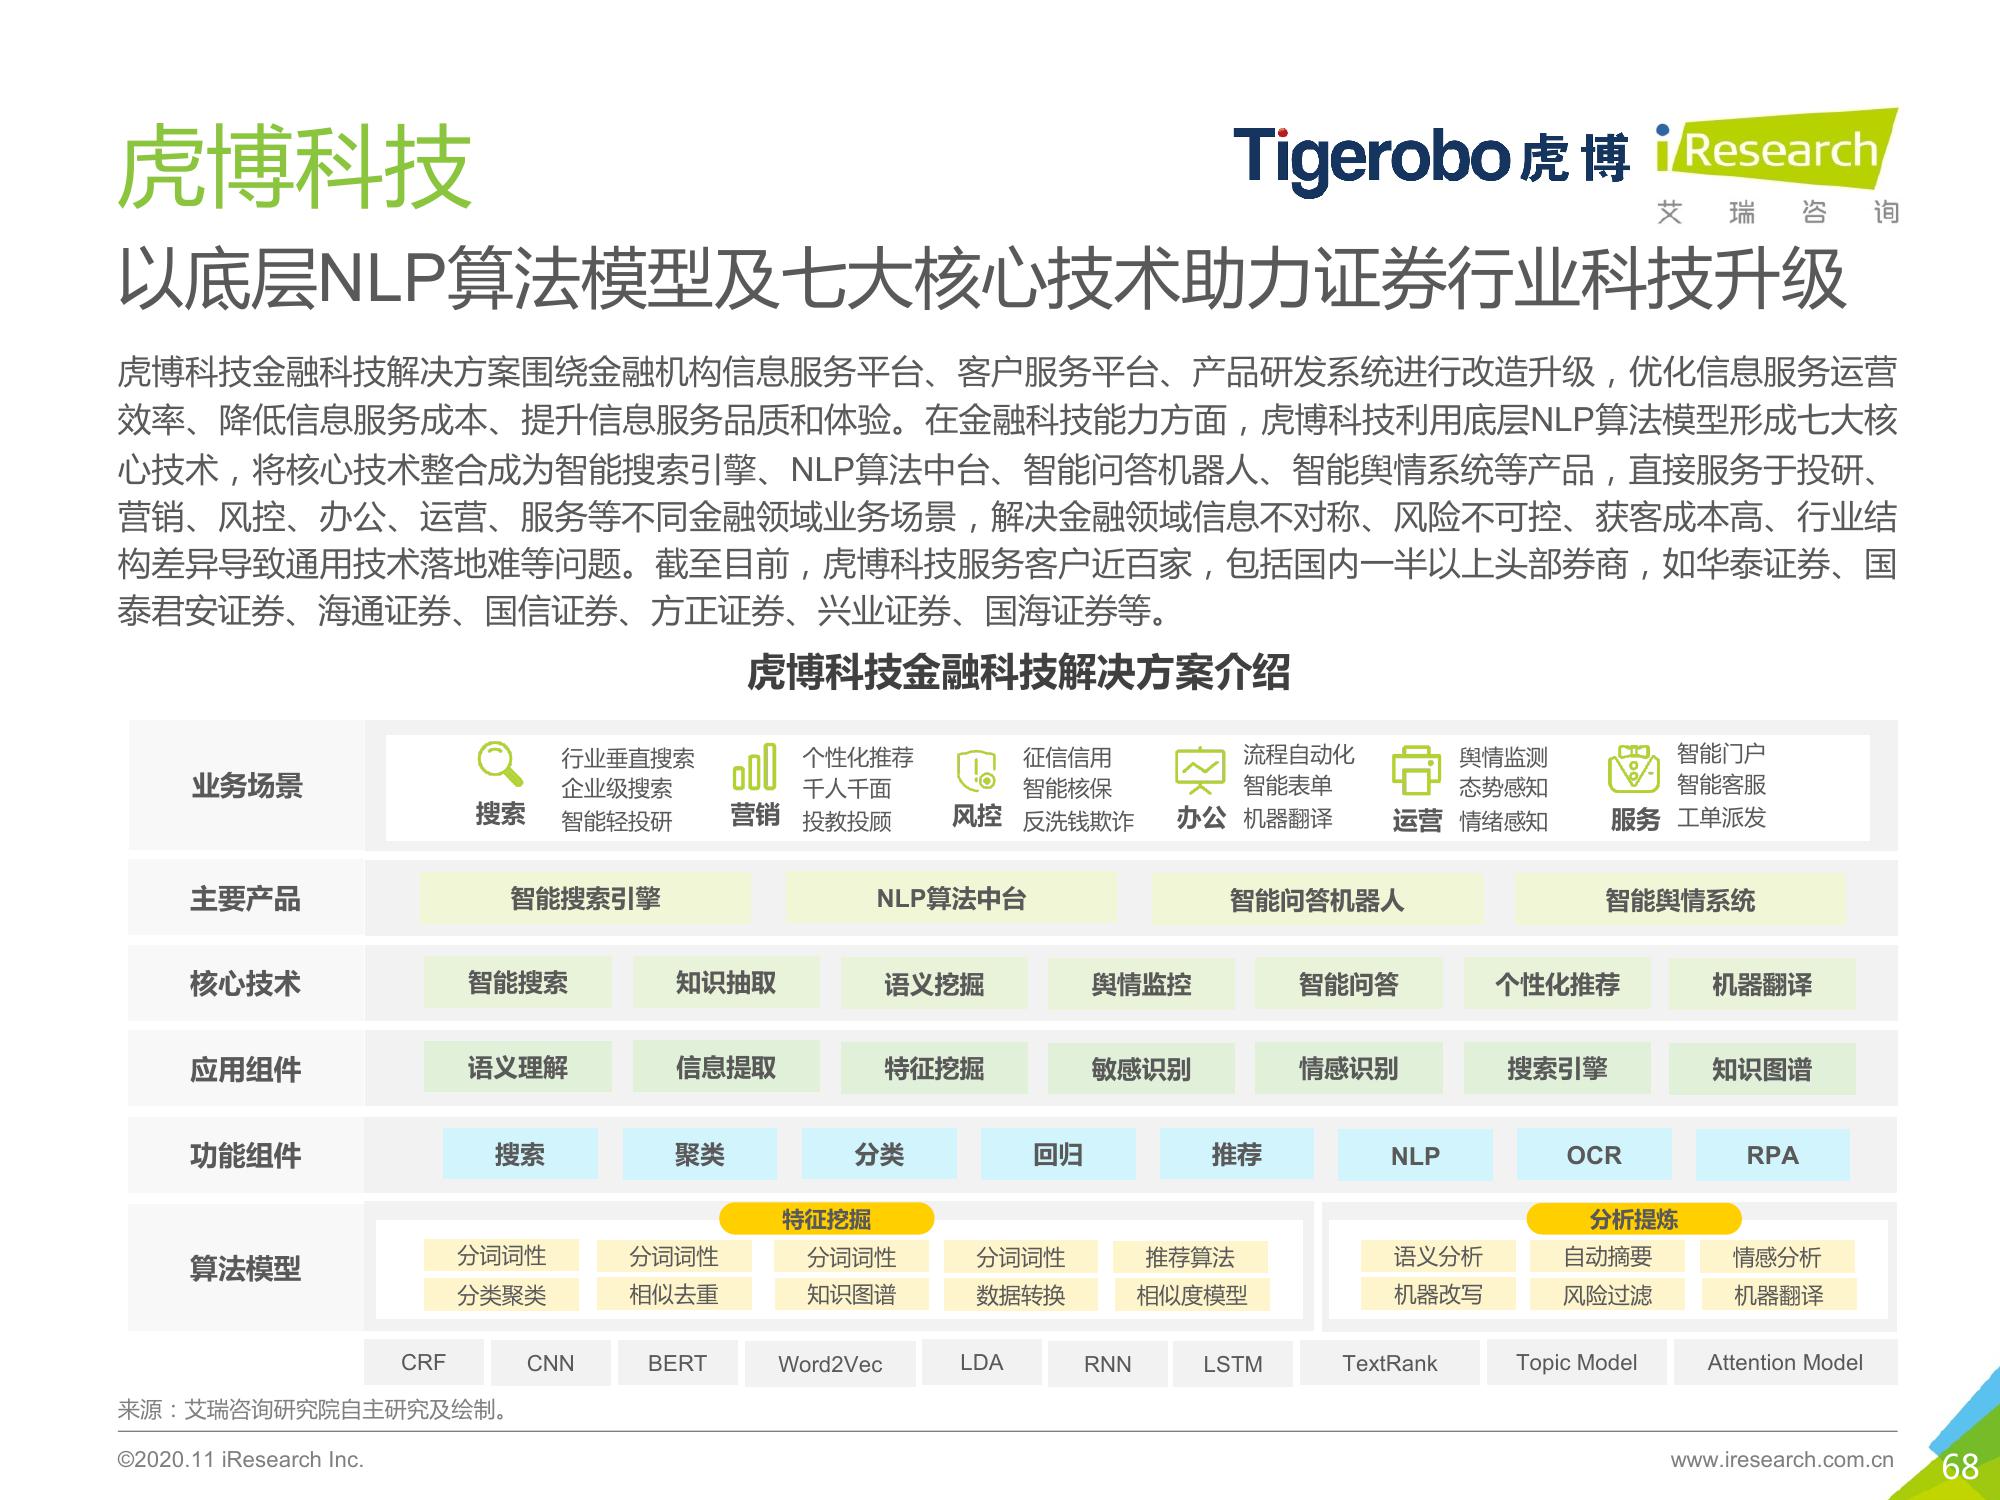 虎博科技
Tigerobo虎博
iResearch
艾瑞咨询
以底层NLP算法模型及七大核心技术助力证券行业科技升级
虎博科技金融科技解决方案围绕金融机构信息服务平台、客户服务平台、产品研发系统进行改造升级，优化信息服务运营
效率、降低信息服务成本、提升信息服务品质和体验。在金融科技能力方面，虎博科技利用底层NLP算法模型形成七大核
心技术，将核心技术整合成为智能搜索引擎、NLP算法中台、智能问答机器人、智能舆情系统等产品，直接服务于投研、
营销、风控、办公、运营、服务等不同金融领域业务场景，解决金融领域信息不对称、风险不可控、获客成本高、行业结
构差异导致通用技术落地难等问题。截至目前，虎博科技服务客户近百家，包括国内一半以上头部券商，如华泰证券、国
泰君安证券、海通证券、国信证券、方正证券、兴业证券、国海证券等。
虎博科技金融科技解决方案介绍
业务场景
搜索
行业垂直搜索
企业级搜索
智能轻投研
营销
个性化推荐
千人千面
投教投顾
风控
征信信用
智能核保
反洗钱欺诈
办公
流程自动化
智能表单
机器翻译
运营
舆情监测
态势感知
情绪感知
服务
智能门户
智能客服
工单派发
主要产品
智能搜索引擎 NLP算法中台 智能问答机器人 智能舆情系统
核心技术
智能搜索 知识抽取 语义挖掘 舆情监控 智能问答 个性化推荐 机器翻译
应用组件
语义理解 信息提取 特征挖掘 敏感识别 情感识别 搜索引擎 知识图谱
功能组件
搜索 聚类 分类 回归 推荐 NLP OCR RPA
算法模型
特征挖掘
分词词性 分词词性 分词词性 分词词性 推荐算法
分类聚类 相似去重 知识图谱 数据转换 相似度模型
分析提炼
语义分析 自动摘要 情感分析
机器改写 风险过滤 机器翻译
CRF CNN BERT Word2Vec LDA RNN LSTM TextRank Topic Model Attention Model
来源：艾瑞咨询研究院自主研究及绘制。
©2020.11 iResearch Inc.
www.iresearch.com.cn
68